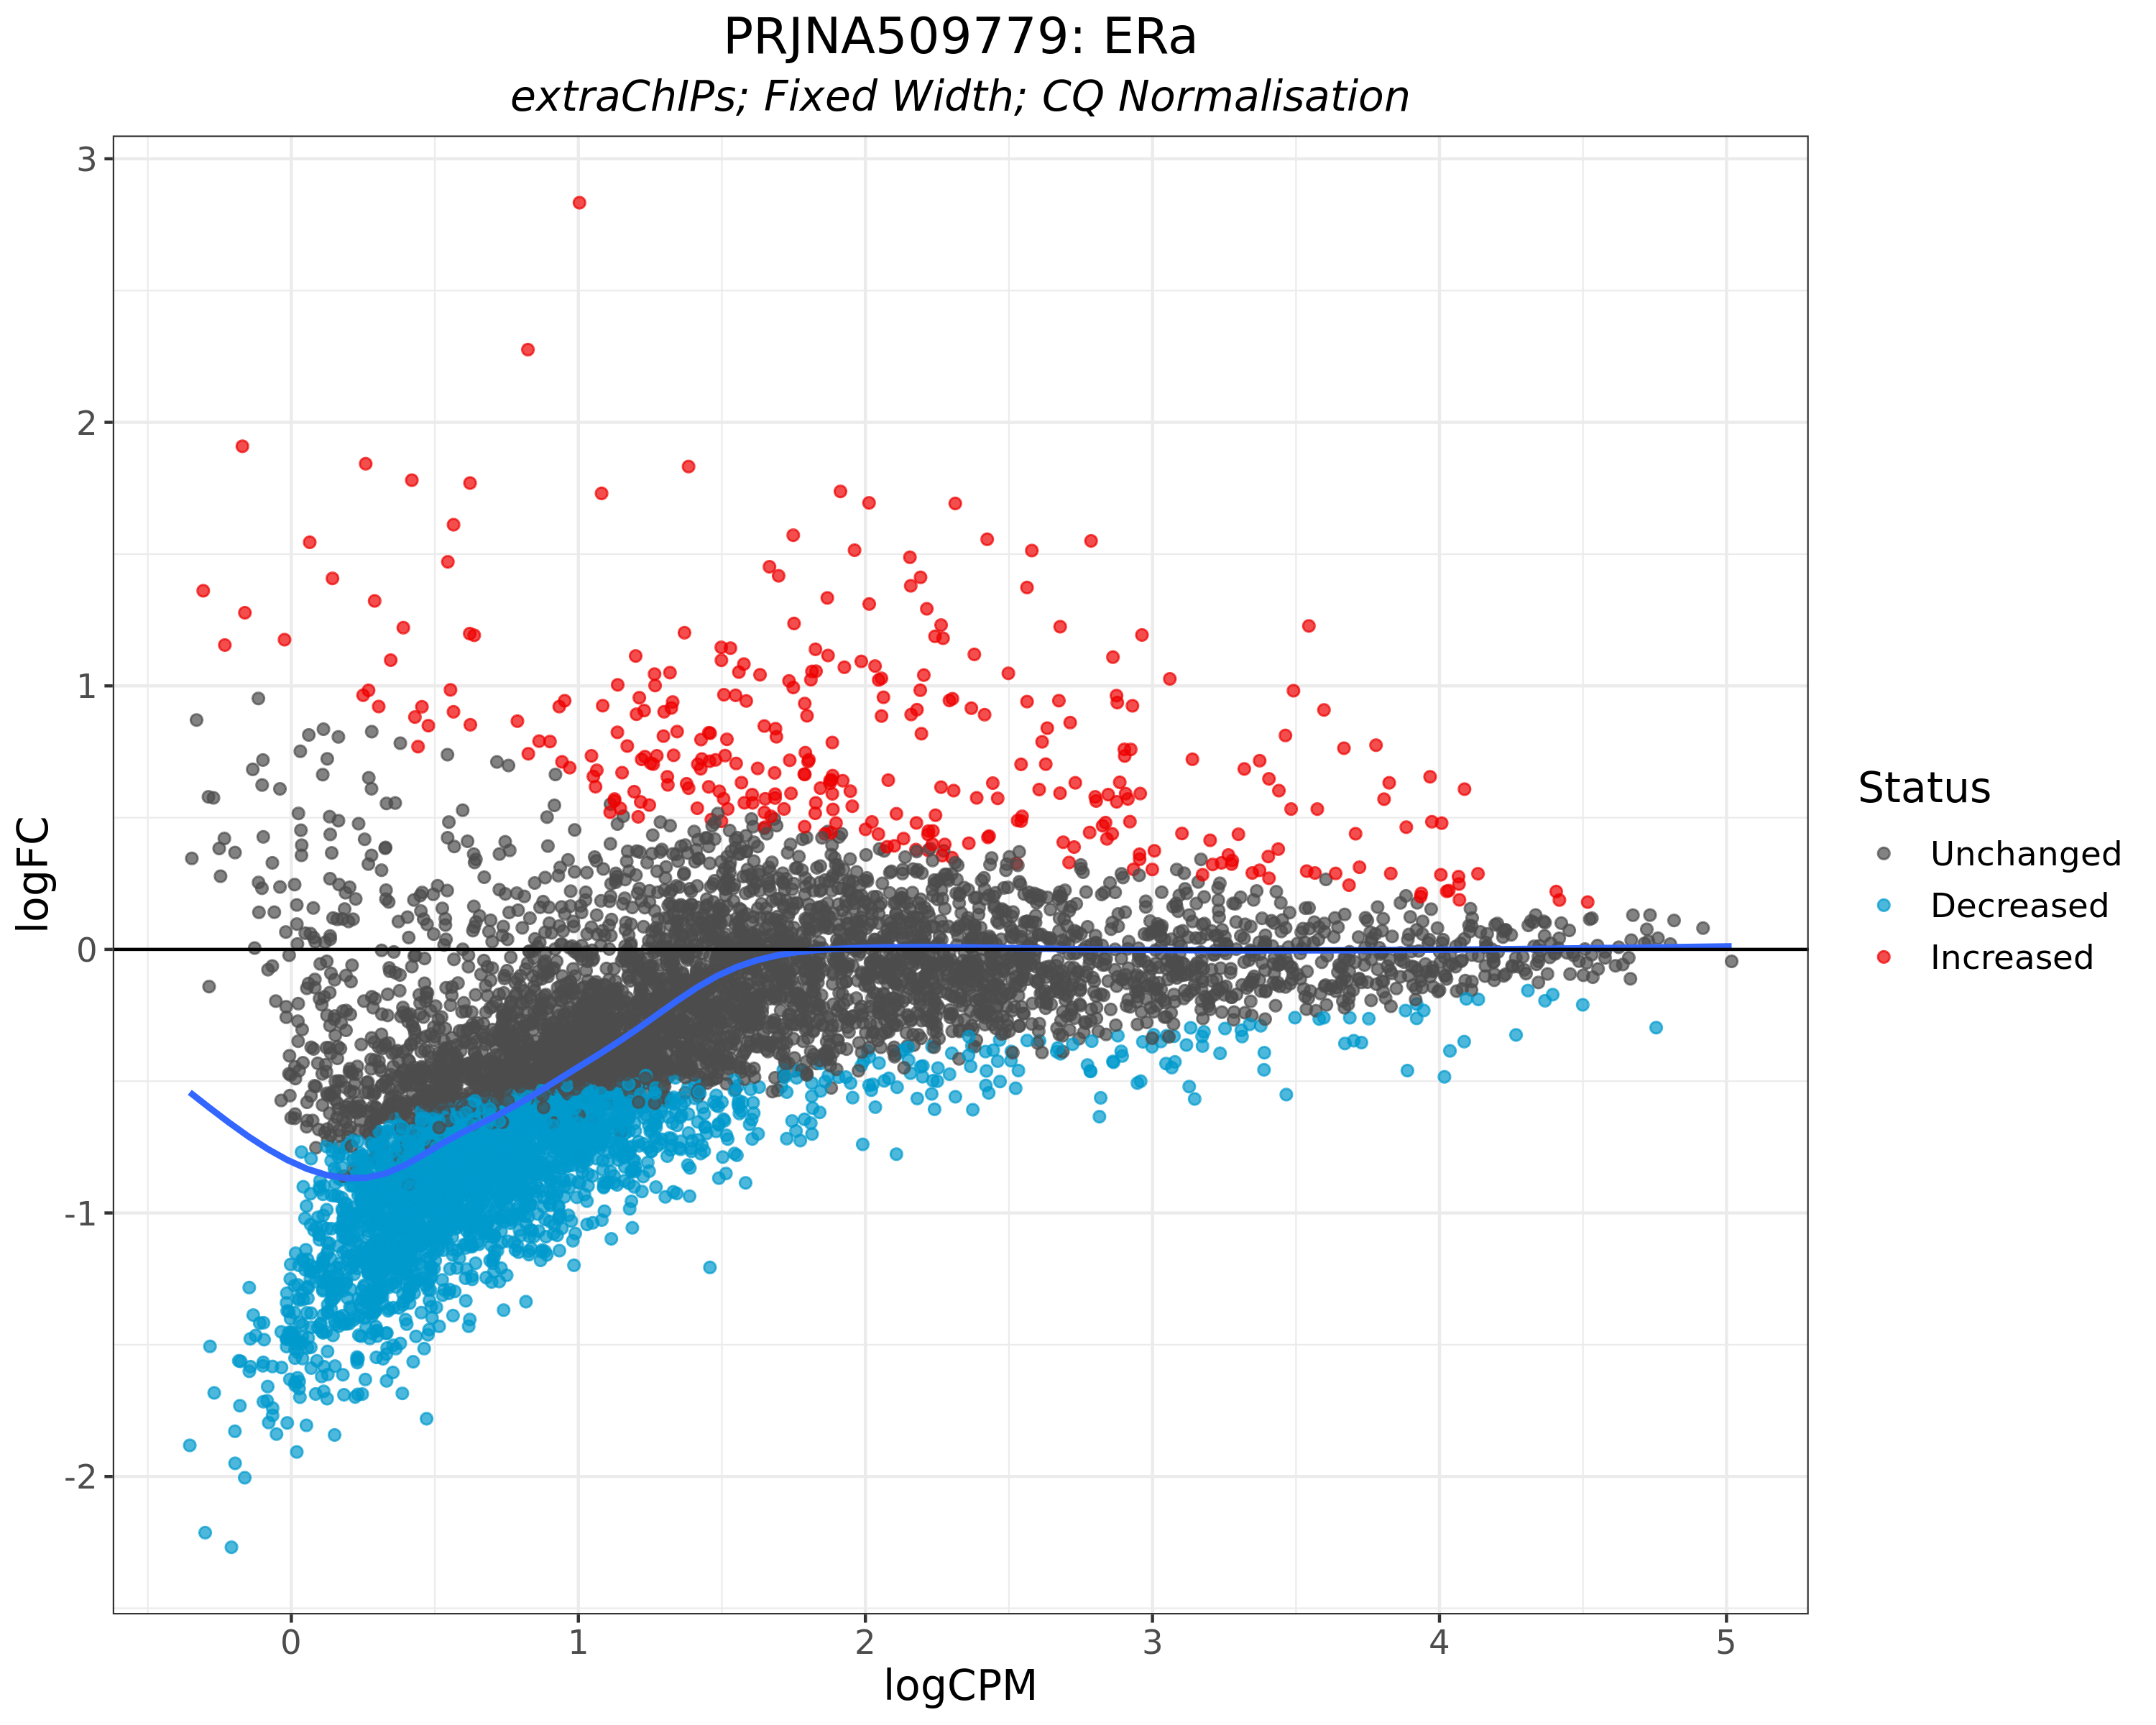 PRJNA509779: ERa
extraChIPs; Fixed Width; CQ Normalisation
3
2
1
0
-1
-2
logFC
0 1 2 3 4 5
logCPM
Status
Unchanged
Decreased
Increased